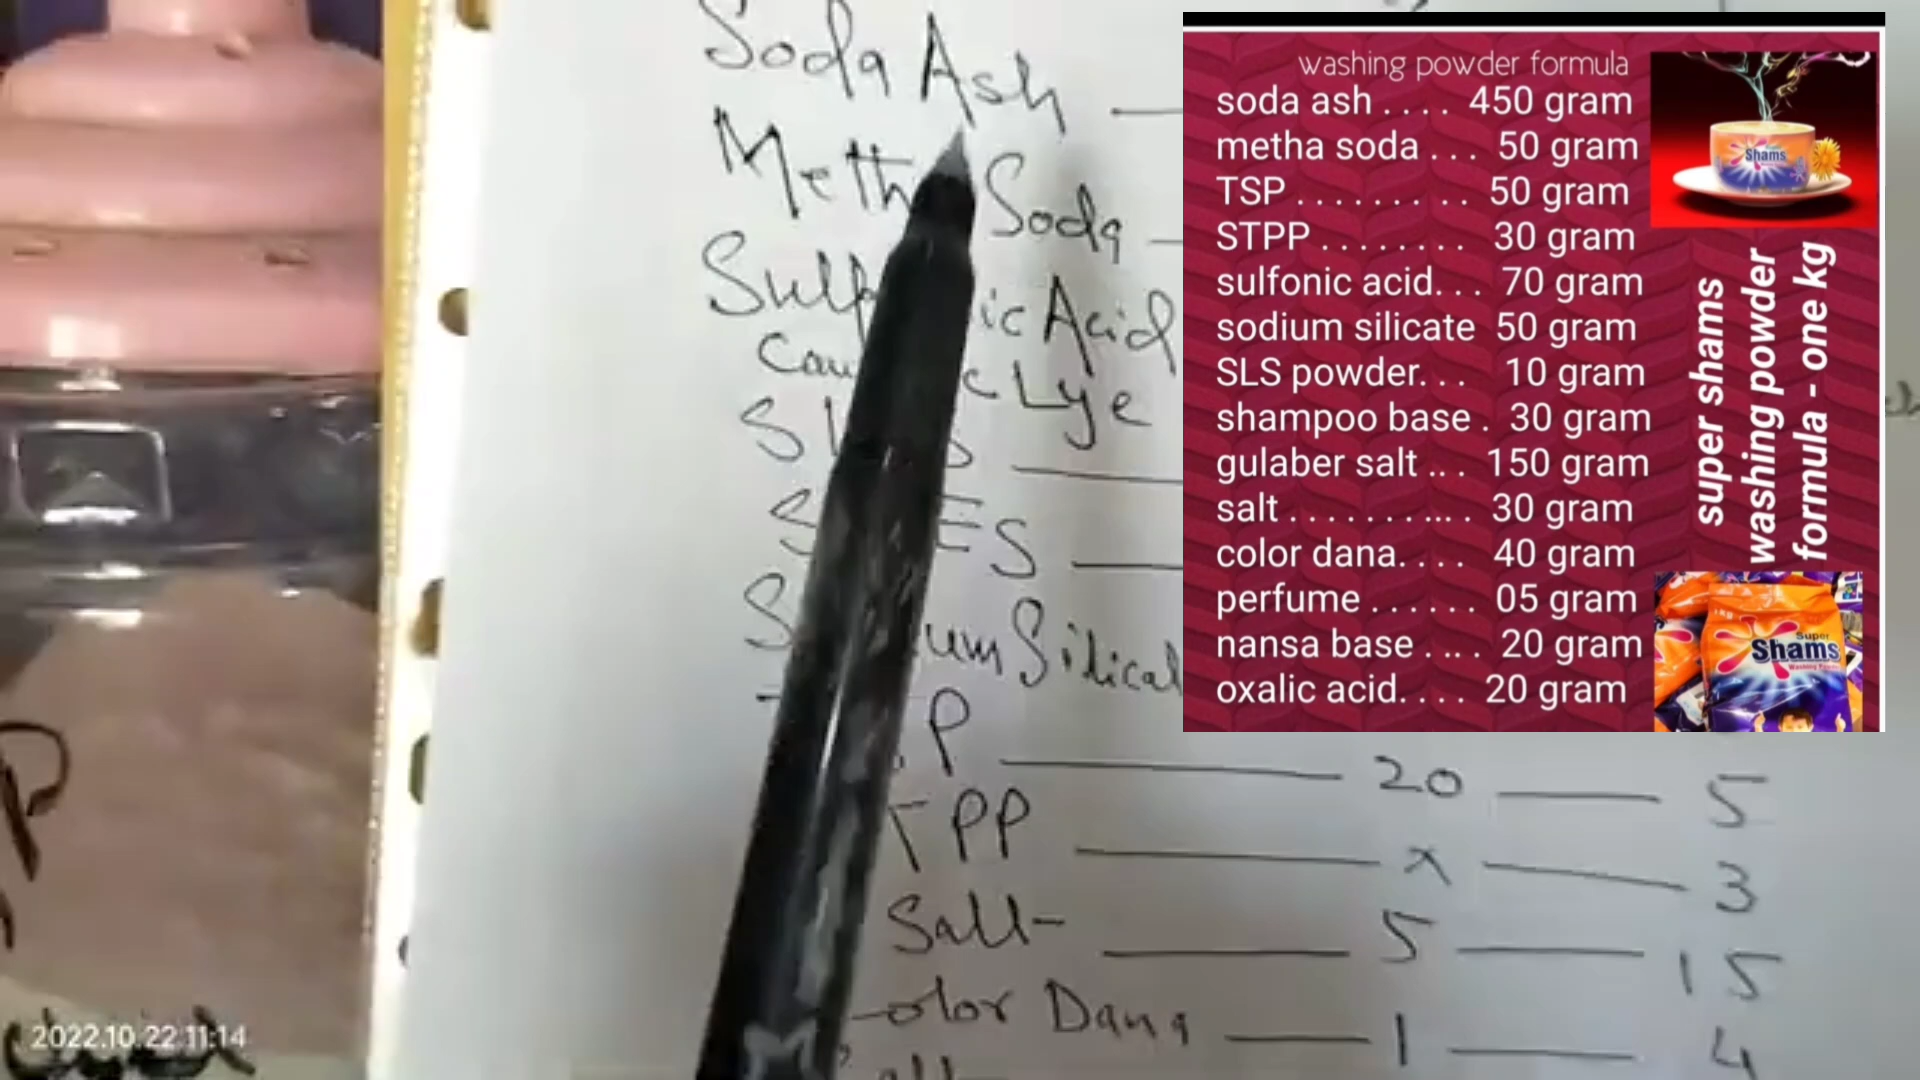 Soda Ash
Soda
Acid
Lye
P 20 5
TPP x 3
Salt 5 15
olor Dana 1 4
P
2022.10.22 11:14
washing powder formula
soda ash . . . . 450 gram
metha soda . . . 50 gram
TSP . . . . . . . . . . 50 gram
STPP . . . . . . . . 30 gram
sulfonic acid. . . 70 gram
sodium silicate 50 gram
SLS powder. . . 10 gram
shampoo base . 30 gram
gulaber salt .. . 150 gram
salt . . . . . . . ... . 30 gram
color dana. . . . 40 gram
perfume . . . . . . 05 gram
nansa base . .. . 20 gram
oxalic acid. . . . 20 gram
super shams
washing powder
formula - one kg
Shams
Super
Shams